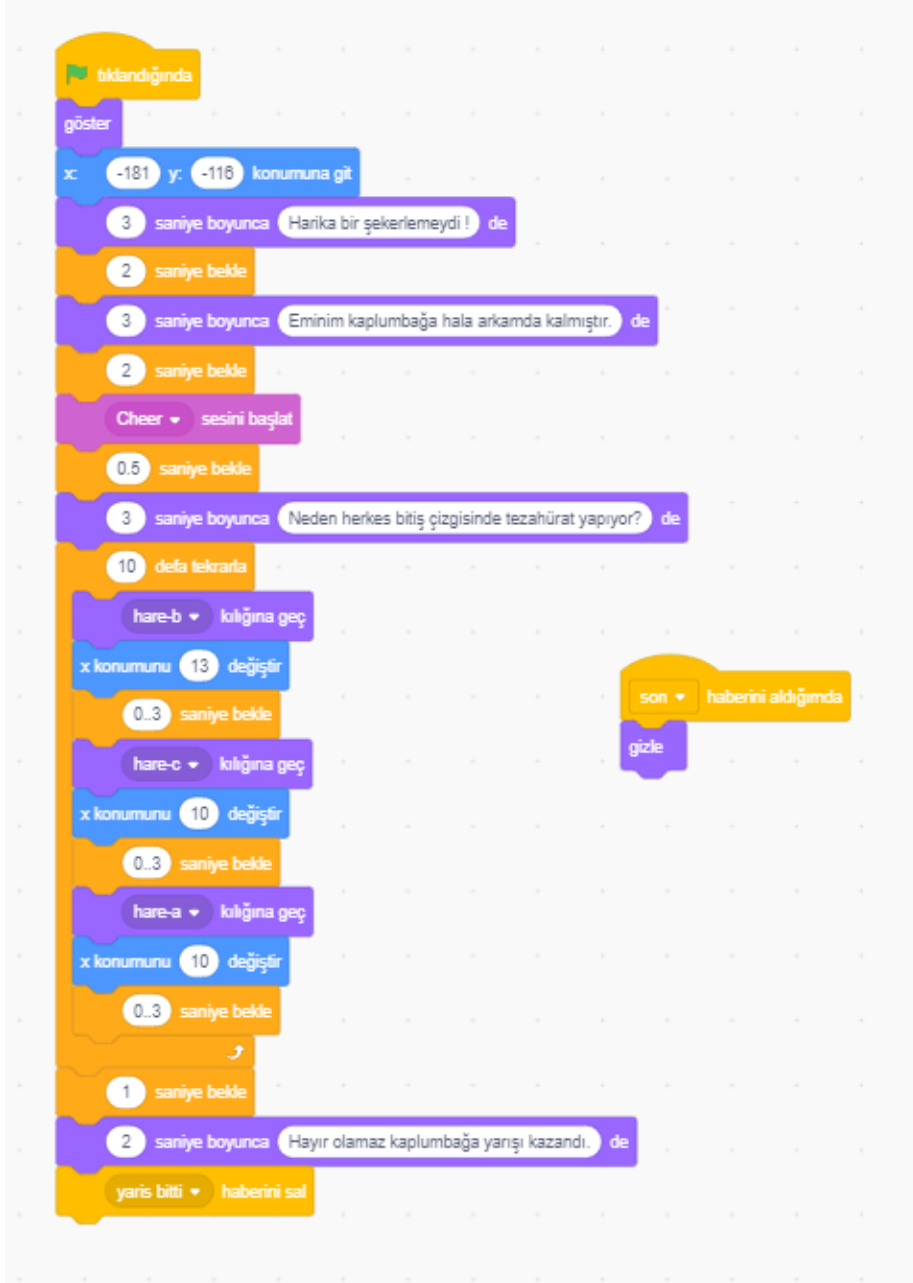 tıklandığında
göster
x: -181 y: -116 konumuna git
3 saniye boyunca Harika bir şekerlemeydi ! de
2 saniye bekle
3 saniye boyunca Eminim kaplumbağa hala arkamda kalmıştır. de
2 saniye bekle
Cheer sesini başlat
0.5 saniye bekle
3 saniye boyunca Neden herkes bitiş çizgisinde tezahürat yapıyor? de
10 defa tekrarla
hare-b kılığına geç
x konumunu 13 değiştir
0..3 saniye bekle
hare-c kılığına geç
x konumunu 10 değiştir
0..3 saniye bekle
hare-a kılığına geç
x konumunu 10 değiştir
0..3 saniye bekle
1 saniye bekle
2 saniye boyunca Hayır olamaz kaplumbağa yarışı kazandı. de
yaris bitti haberini sal
son haberini aldığımda
gizle